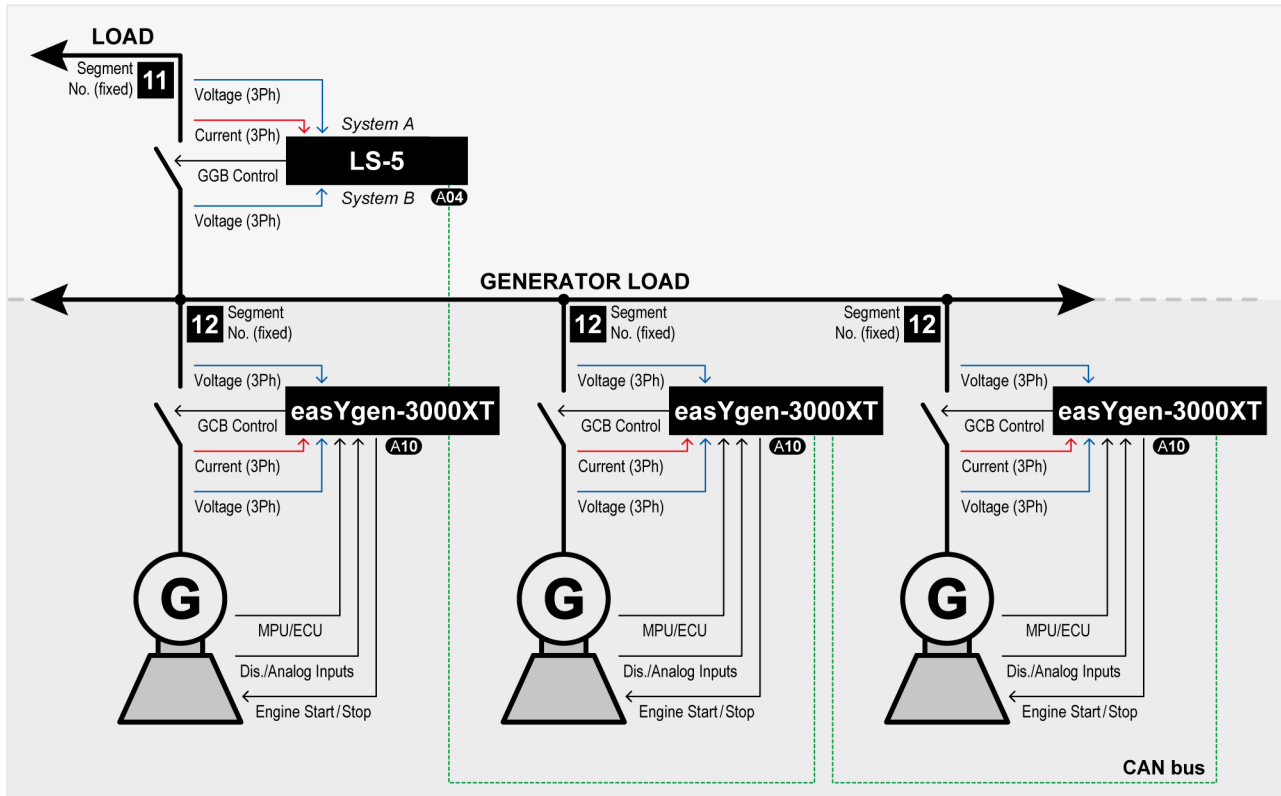 LOAD
Segment
No. (fixed)
11
Voltage (3Ph)
Current (3Ph)
System A
LS-5
GGB Control
System B
A04
Voltage (3Ph)
GENERATOR LOAD
12
Segment
No. (fixed)
12
Segment
No. (fixed)
Segment
No. (fixed)
12
Voltage (3Ph)
easYgen-3000XT
GCB Control
A10
Current (3Ph)
Voltage (3Ph)
G
MPU/ECU
Dis./Analog Inputs
Engine Start/Stop
Voltage (3Ph)
easYgen-3000XT
GCB Control
A10
Current (3Ph)
Voltage (3Ph)
G
MPU/ECU
Dis./Analog Inputs
Engine Start/Stop
Voltage (3Ph)
easYgen-3000XT
GCB Control
A10
Current (3Ph)
Voltage (3Ph)
G
MPU/ECU
Dis./Analog Inputs
Engine Start/Stop
CAN bus